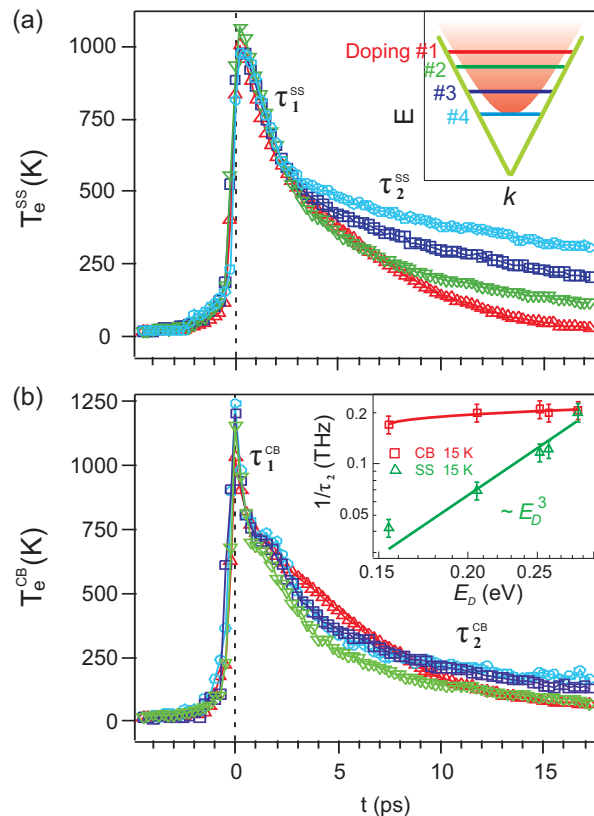 (a)
T_e^SS (K)
1000
750
500
250
0
τ_1^SS
τ_2^SS
Doping #1
#2
#3
#4
E
k
(b)
T_e^CB (K)
1250
1000
750
500
250
0
τ_1^CB
τ_2^CB
1/τ_2 (THz)
0.2
0.1
0.05
CB 15 K
SS 15 K
~ E_D^3
0.15 0.20 0.25
E_D (eV)
0 5 10 15
t (ps)